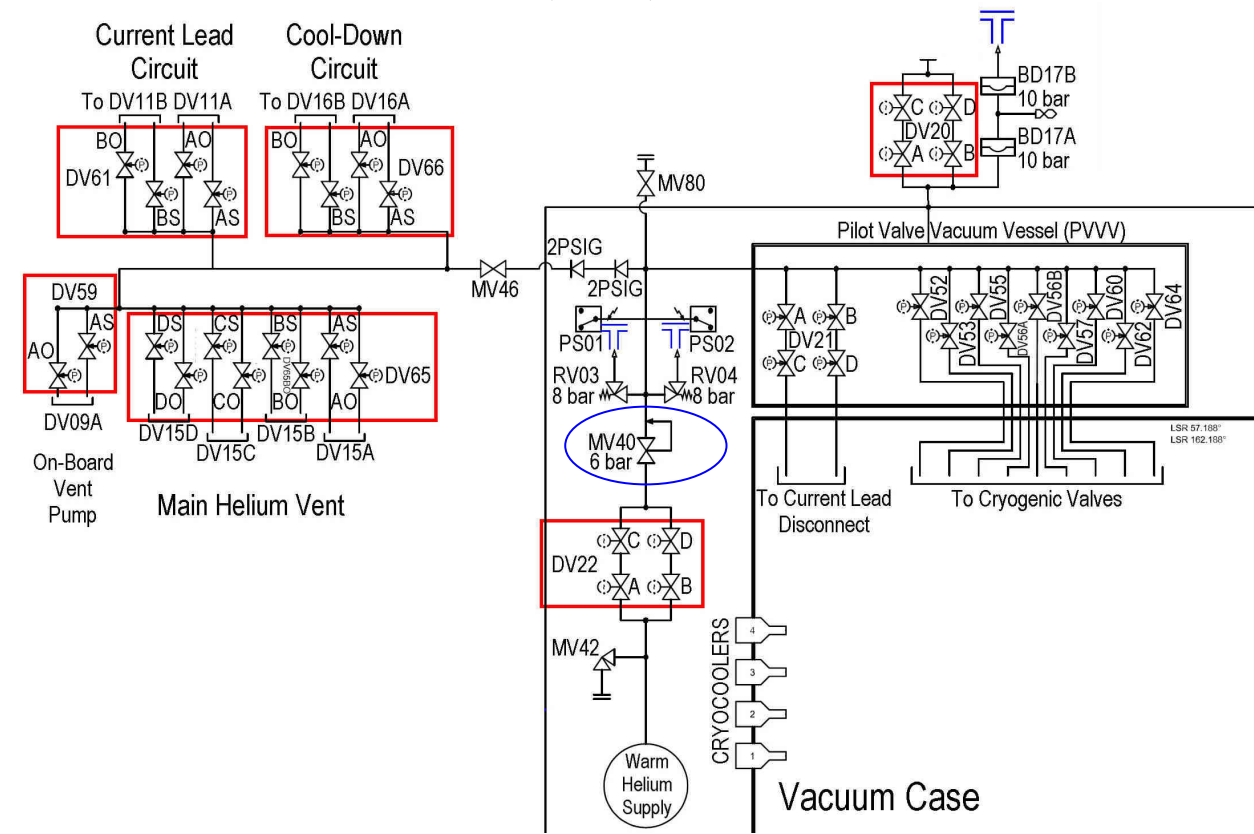 Current Lead
Circuit
Cool-Down
Circuit
To DV11B DV11A
To DV16B DV16A
BO
AO
DV61
BS
AS
BO
AO
DV66
BS
AS
BD17B
10 bar
BD17A
10 bar
C
D
DV20
A
B
MV80
Pilot Valve Vacuum Vessel (PVVV)
2PSIG
2PSIG
MV46
DV59
AS
AO
DV09A
DS
CS
BS
AS
DV65
DV65BO
DO
CO
BO
AO
DV15D
DV15C
DV15B
DV15A
On-Board
Vent
Pump
Main Helium Vent
PS01
PS02
RV03
8 bar
RV04
8 bar
MV40
6 bar
A
B
DV21
C
D
DV52
DV53
DV55
DV56A
DV56B
DV57
DV60
DV62
DV64
LSR 57.188°
LSR 162.188°
To Current Lead
Disconnect
To Cryogenic Valves
C
D
DV22
A
B
MV42
Warm
Helium
Supply
CRYOCOOLERS
4
3
2
1
Vacuum Case